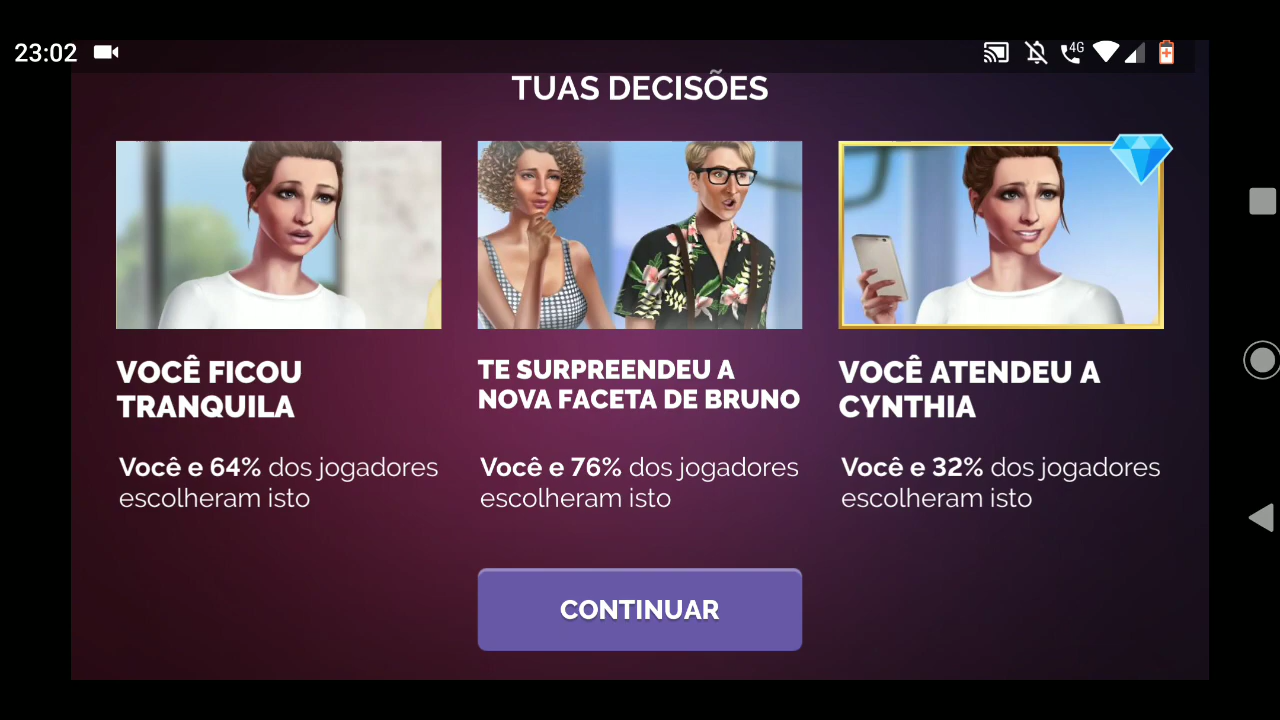 23:02
4G
TUAS DECISÕES
VOCÊ FICOU
TRANQUILA
Você e 64% dos jogadores
escolheram isto
TE SURPREENDEU A
NOVA FACETA DE BRUNO
Você e 76% dos jogadores
escolheram isto
VOCÊ ATENDEU A
CYNTHIA
Você e 32% dos jogadores
escolheram isto
CONTINUAR